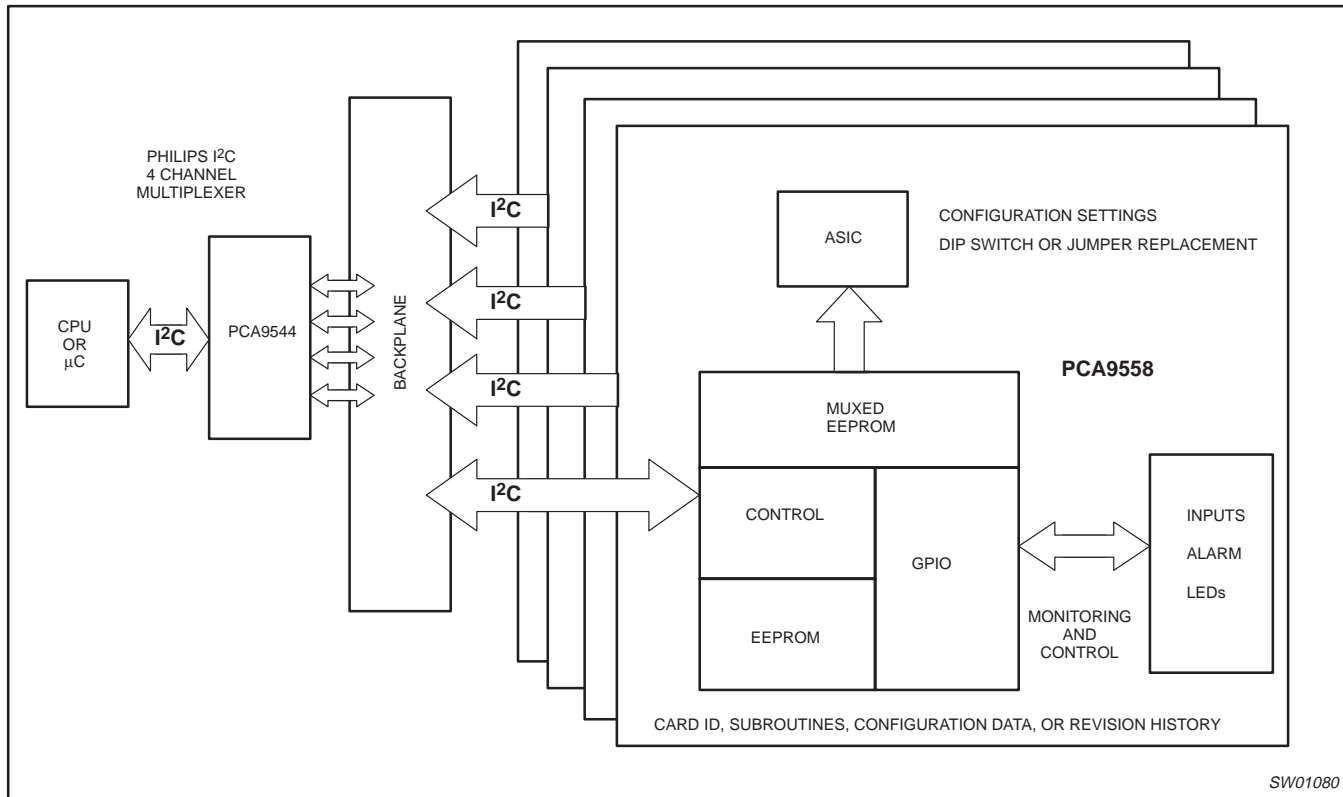 PHILIPS I²C
4 CHANNEL
MULTIPLEXER
CPU
OR
μC
I²C
PCA9544
BACKPLANE
I²C
I²C
I²C
I²C
ASIC
CONFIGURATION SETTINGS
DIP SWITCH OR JUMPER REPLACEMENT
PCA9558
MUXED
EEPROM
CONTROL
EEPROM
GPIO
MONITORING
AND
CONTROL
INPUTS
ALARM
LEDs
CARD ID, SUBROUTINES, CONFIGURATION DATA, OR REVISION HISTORY
SW01080